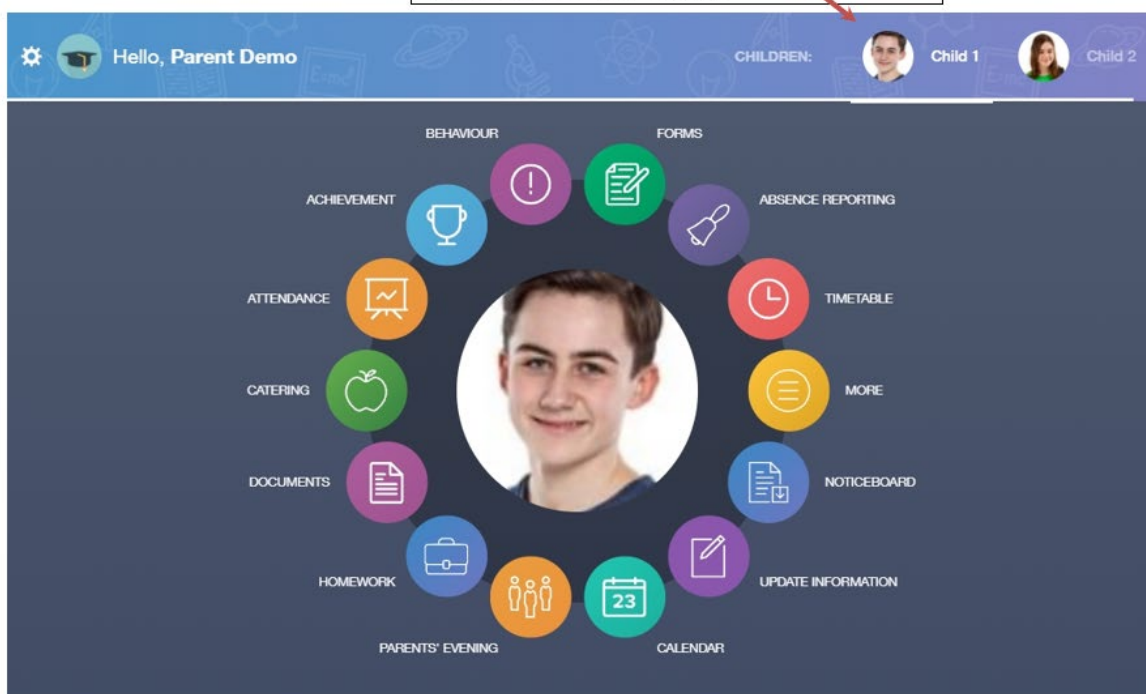 Hello, Parent Demo
CHILDREN:
Child 1
Child 2
BEHAVIOUR
FORMS
ACHIEVEMENT
ABSENCE REPORTING
ATTENDANCE
TIMETABLE
CATERING
MORE
DOCUMENTS
NOTICEBOARD
HOMEWORK
UPDATE INFORMATION
23
PARENTS' EVENING
CALENDAR